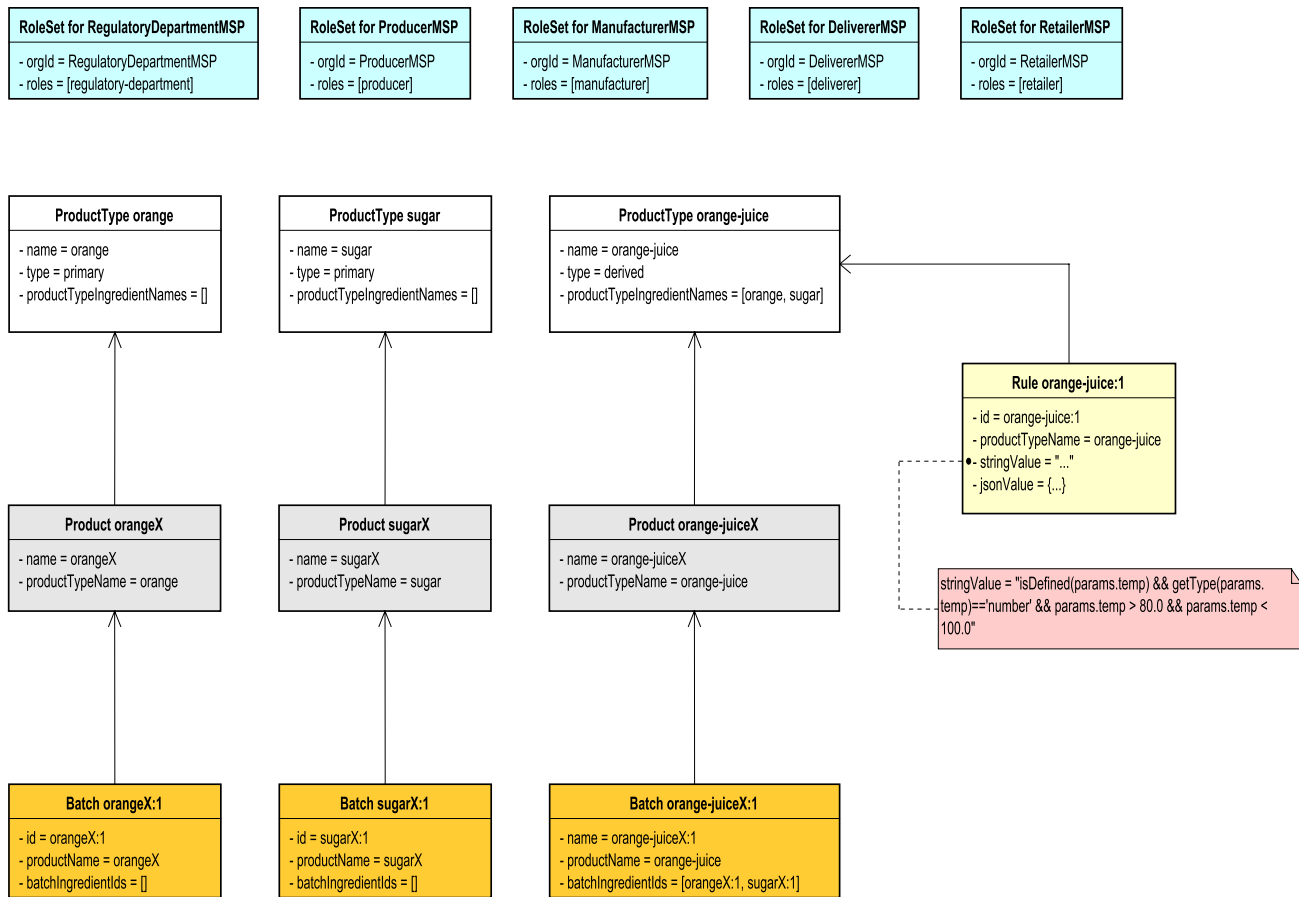 RoleSet for RegulatoryDepartmentMSP
- orgId = RegulatoryDepartmentMSP
- roles = [regulatory-department]
RoleSet for ProducerMSP
- orgId = ProducerMSP
- roles = [producer]
RoleSet for ManufacturerMSP
- orgId = ManufacturerMSP
- roles = [manufacturer]
RoleSet for DelivererMSP
- orgId = DelivererMSP
- roles = [deliverer]
RoleSet for RetailerMSP
- orgId = RetailerMSP
- roles = [retailer]
ProductType orange
- name = orange
- type = primary
- productTypeIngredientNames = []
ProductType sugar
- name = sugar
- type = primary
- productTypeIngredientNames = []
ProductType orange-juice
- name = orange-juice
- type = derived
- productTypeIngredientNames = [orange, sugar]
Rule orange-juice:1
- id = orange-juice:1
- productTypeName = orange-juice
- stringValue = "..."
- jsonValue = {...}
Product orangeX
- name = orangeX
- productTypeName = orange
Product sugarX
- name = sugarX
- productTypeName = sugar
Product orange-juiceX
- name = orange-juiceX
- productTypeName = orange-juice
stringValue = "isDefined(params.temp) && getType(params.
temp)=='number' && params.temp > 80.0 && params.temp <
100.0"
Batch orangeX:1
- id = orangeX:1
- productName = orangeX
- batchIngredientIds = []
Batch sugarX:1
- id = sugarX:1
- productName = sugarX
- batchIngredientIds = []
Batch orange-juiceX:1
- name = orange-juiceX:1
- productName = orange-juice
- batchIngredientIds = [orangeX:1, sugarX:1]